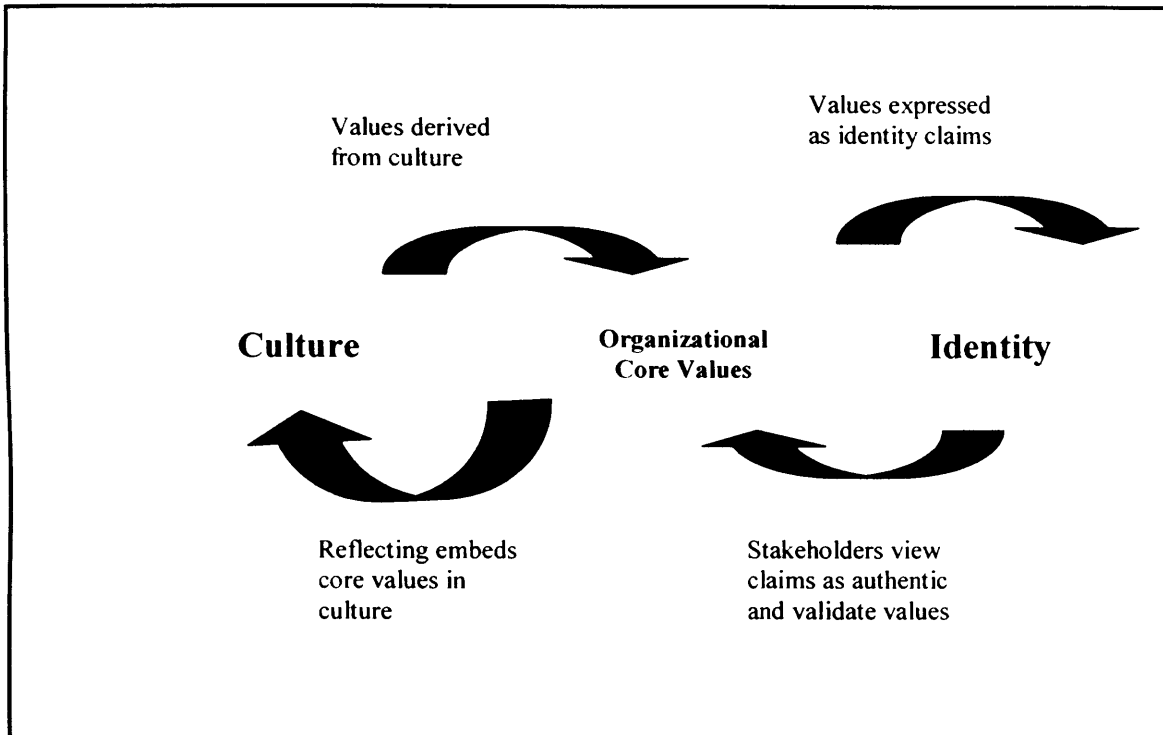 Values derived
from culture
Values expressed
as identity claims
Culture
Organizational
Core Values
Identity
Reflecting embeds
core values in
culture
Stakeholders view
claims as authentic
and validate values